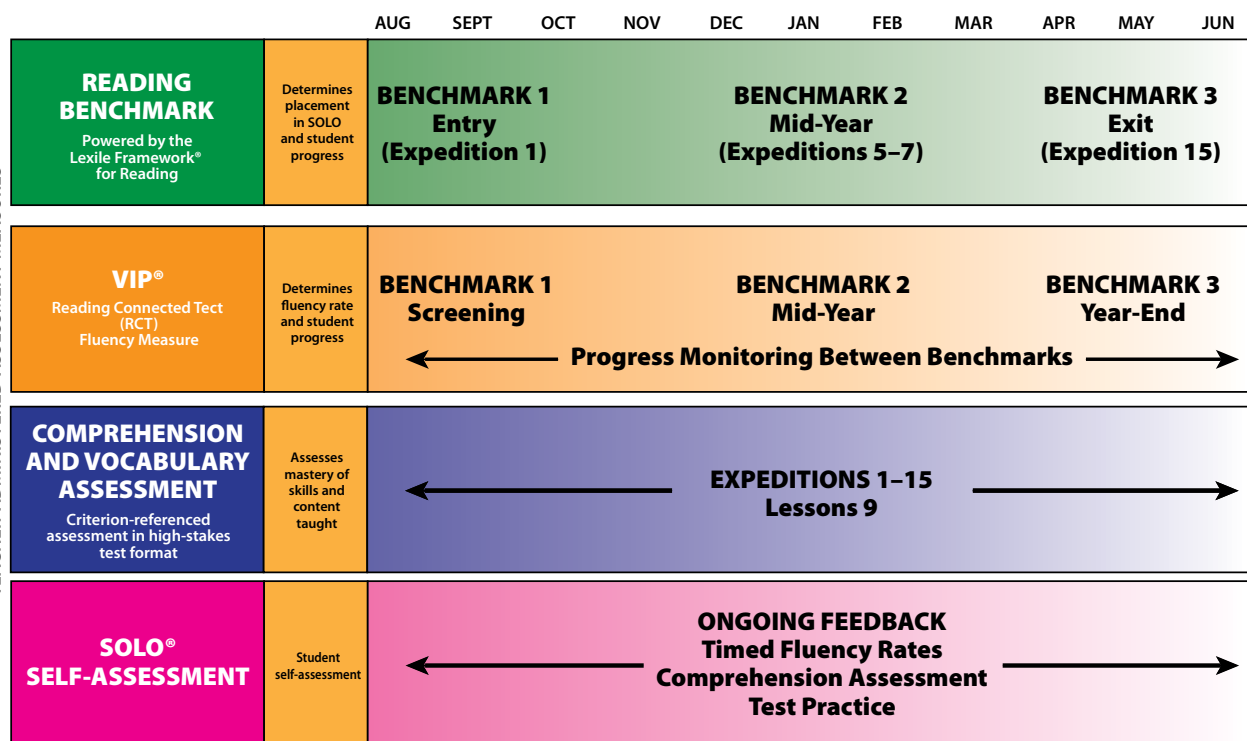 AUG SEPT OCT NOV DEC JAN FEB MAR APR MAY JUN
READING
BENCHMARK
Powered by the
Lexile Framework®
for Reading
Determines
placement
in SOLO
and student
progress
BENCHMARK 1
Entry
(Expedition 1)
BENCHMARK 2
Mid-Year
(Expeditions 5–7)
BENCHMARK 3
Exit
(Expedition 15)
VIP®
Reading Connected Tect
(RCT)
Fluency Measure
Determines
fluency rate
and student
progress
BENCHMARK 1
Screening
BENCHMARK 2
Mid-Year
BENCHMARK 3
Year-End
Progress Monitoring Between Benchmarks
COMPREHENSION
AND VOCABULARY
ASSESSMENT
Criterion-referenced
assessment in high-stakes
test format
Assesses
mastery of
skills and
content
taught
EXPEDITIONS 1–15
Lessons 9
SOLO®
SELF-ASSESSMENT
Student
self-assessment
ONGOING FEEDBACK
Timed Fluency Rates
Comprehension Assessment
Test Practice